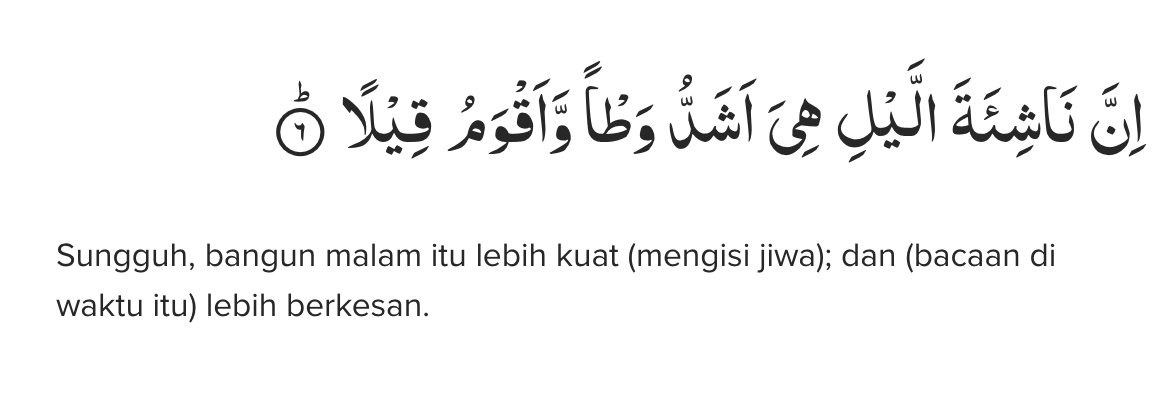 اِنَّ نَاشِئَةَ الَّيْلِ هِيَ اَشَدُّ وَطْـًٔا وَّاَقْوَمُ قِيْلًاۗ ۝٦
Sungguh, bangun malam itu lebih kuat (mengisi jiwa); dan (bacaan di
waktu itu) lebih berkesan.